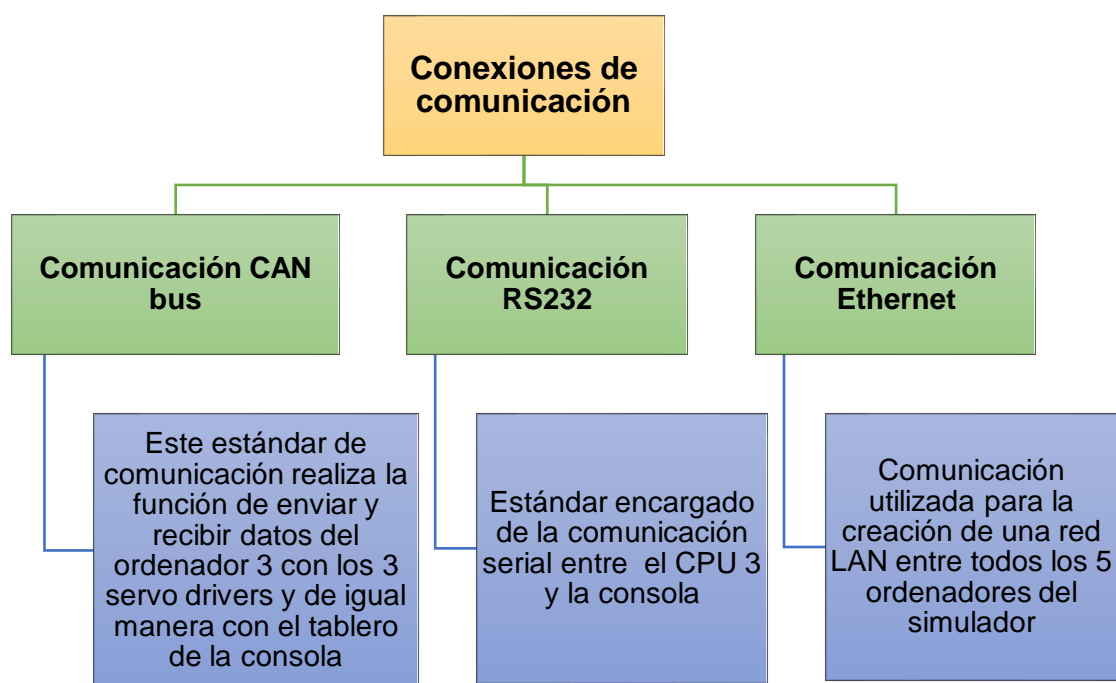 Conexiones de
comunicación
Comunicación CAN
bus
Comunicación
RS232
Comunicación
Ethernet
Este estándar de
comunicación realiza la
función de enviar y
recibir datos del
ordenador 3 con los 3
servo drivers y de igual
manera con el tablero
de la consola
Estándar encargado
de la comunicación
serial entre el CPU 3
y la consola
Comunicación
utilizada para la
creación de una red
LAN entre todos los 5
ordenadores del
simulador